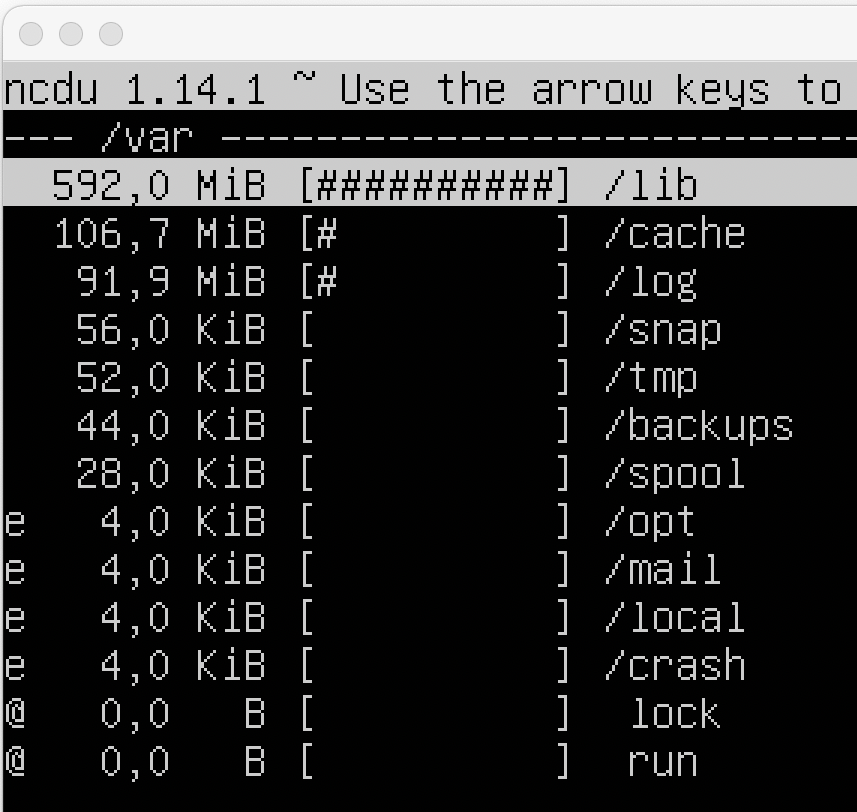 ncdu 1.14.1 ~ Use the arrow keys to
--- /var ---------------------------
  592,0 MiB [##########] /lib
  106,7 MiB [#         ] /cache
   91,9 MiB [#         ] /log
   56,0 KiB [          ] /snap
   52,0 KiB [          ] /tmp
   44,0 KiB [          ] /backups
   28,0 KiB [          ] /spool
e   4,0 KiB [          ] /opt
e   4,0 KiB [          ] /mail
e   4,0 KiB [          ] /local
e   4,0 KiB [          ] /crash
@   0,0   B [          ]  lock
@   0,0   B [          ]  run